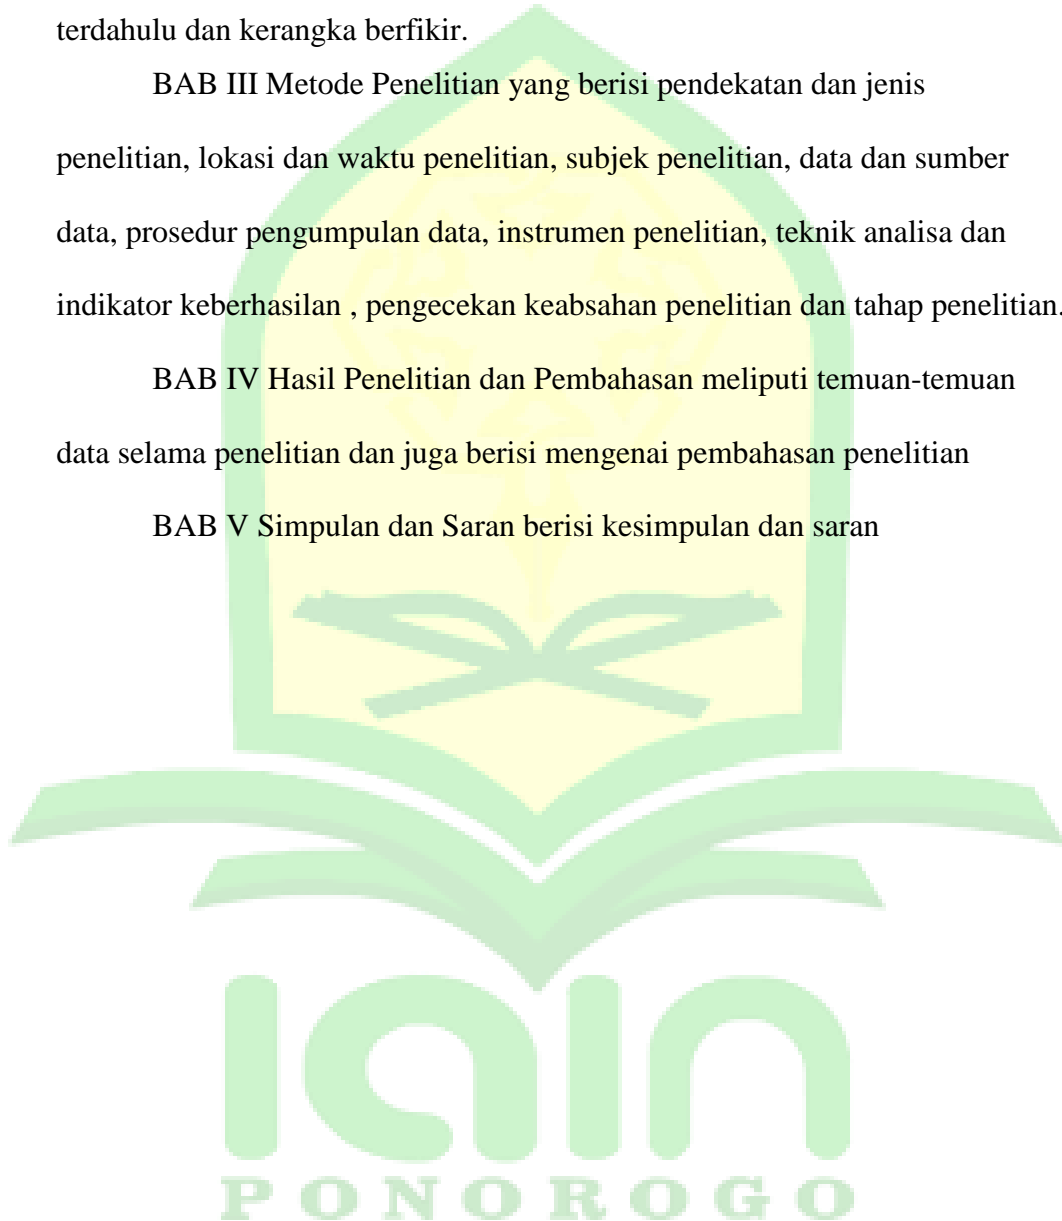 terdahulu dan kerangka berfikir.
BAB III Metode Penelitian yang berisi pendekatan dan jenis
penelitian, lokasi dan waktu penelitian, subjek penelitian, data dan sumber
data, prosedur pengumpulan data, instrumen penelitian, teknik analisa dan
indikator keberhasilan , pengecekan keabsahan penelitian dan tahap penelitian.
BAB IV Hasil Penelitian dan Pembahasan meliputi temuan-temuan
data selama penelitian dan juga berisi mengenai pembahasan penelitian
BAB V Simpulan dan Saran berisi kesimpulan dan saran
iain
PONOROGO